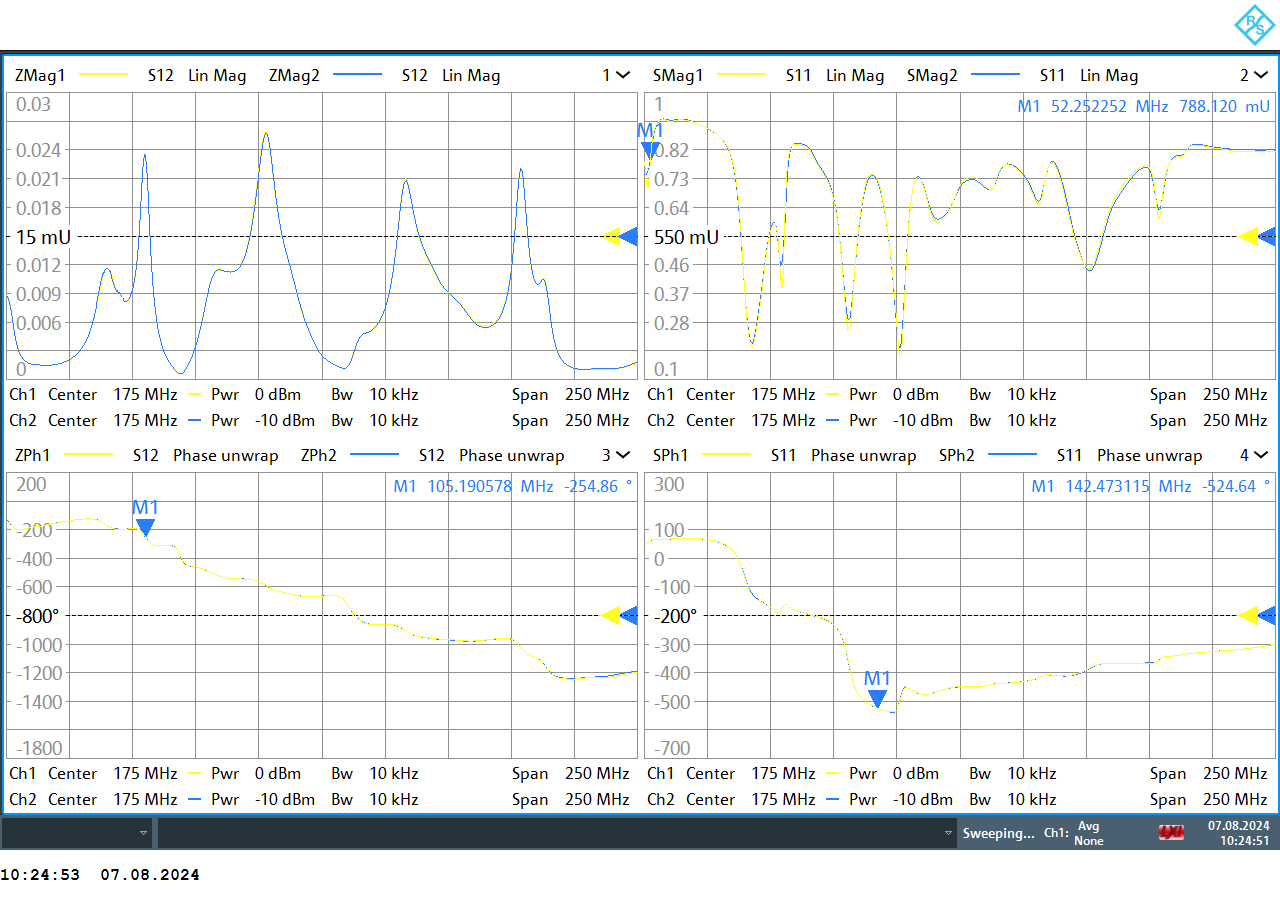 R&S
ZMag1 S12 Lin Mag ZMag2 S12 Lin Mag 1
0.03
0.024
0.021
0.018
15 mU
0.012
0.009
0.006
0
Ch1 Center 175 MHz Pwr 0 dBm Bw 10 kHz Span 250 MHz
Ch2 Center 175 MHz Pwr -10 dBm Bw 10 kHz Span 250 MHz
SMag1 S11 Lin Mag SMag2 S11 Lin Mag 2
M1 52.252252 MHz 788.120 mU
1
M1
0.82
0.73
0.64
550 mU
0.46
0.37
0.28
0.1
Ch1 Center 175 MHz Pwr 0 dBm Bw 10 kHz Span 250 MHz
Ch2 Center 175 MHz Pwr -10 dBm Bw 10 kHz Span 250 MHz
ZPh1 S12 Phase unwrap ZPh2 S12 Phase unwrap 3
M1 105.190578 MHz -254.86 °
200
M1
-200
-400
-600
-800°
-1000
-1200
-1400
-1800
Ch1 Center 175 MHz Pwr 0 dBm Bw 10 kHz Span 250 MHz
Ch2 Center 175 MHz Pwr -10 dBm Bw 10 kHz Span 250 MHz
SPh1 S11 Phase unwrap SPh2 S11 Phase unwrap 4
M1 142.473115 MHz -524.64 °
300
100
0
-100
-200°
-300
-400
M1
-500
-700
Ch1 Center 175 MHz Pwr 0 dBm Bw 10 kHz Span 250 MHz
Ch2 Center 175 MHz Pwr -10 dBm Bw 10 kHz Span 250 MHz
Sweeping... Ch1: Avg None LXI 07.08.2024 10:24:51
10:24:53 07.08.2024